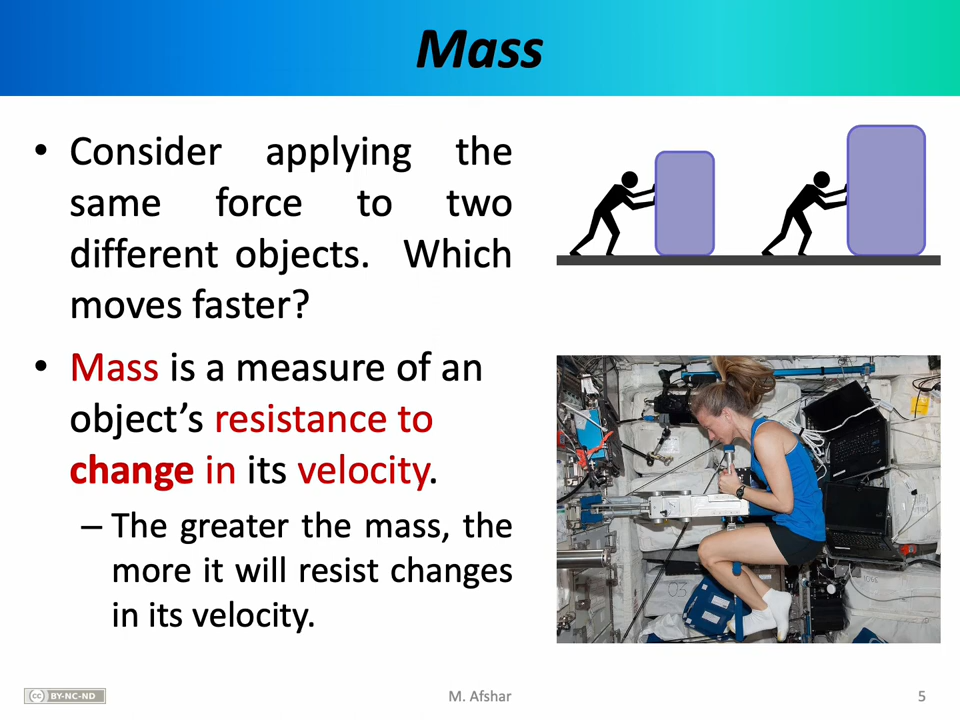 Mass
• Consider applying the
same force to two
different objects. Which
moves faster?
• Mass is a measure of an
object’s resistance to
change in its velocity.
– The greater the mass, the
more it will resist changes
in its velocity.
cc BY-NC-ND
M. Afshar
5